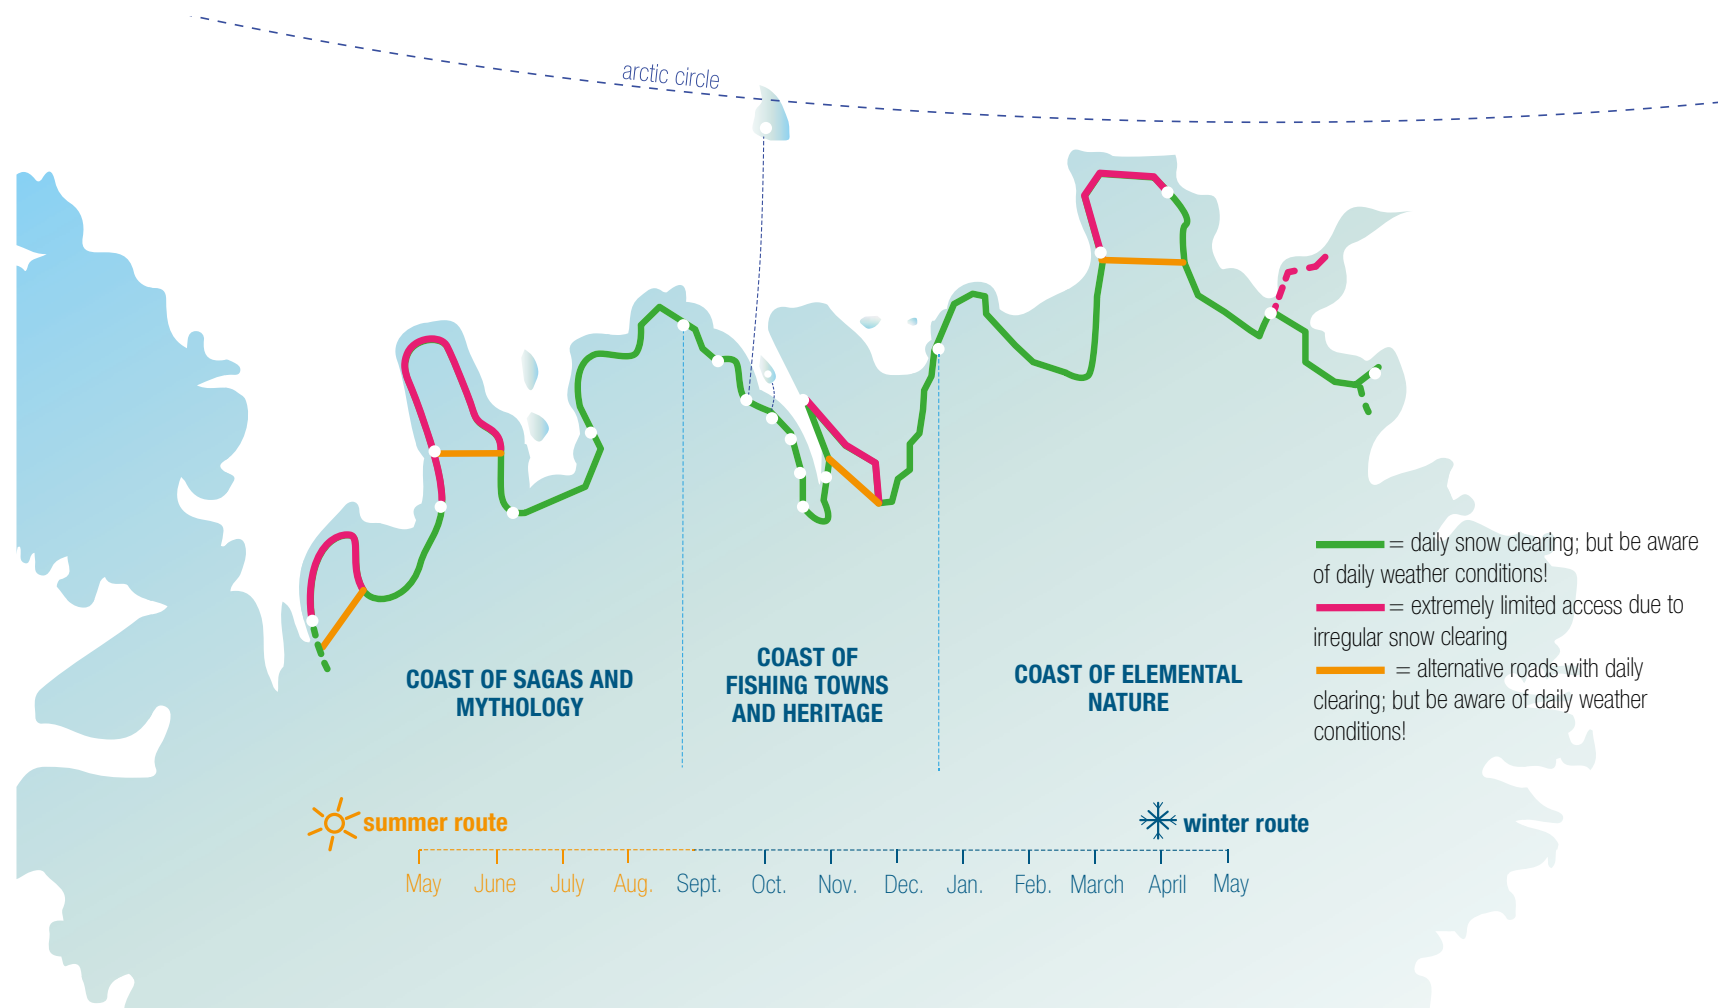 arctic circle
= daily snow clearing; but be aware
of daily weather conditions!
= extremely limited access due to
irregular snow clearing
= alternative roads with daily
clearing; but be aware of daily weather
conditions!
COAST OF SAGAS AND
MYTHOLOGY
COAST OF
FISHING TOWNS
AND HERITAGE
COAST OF ELEMENTAL
NATURE
summer route
winter route
May June July Aug. Sept. Oct. Nov. Dec. Jan. Feb. March April May